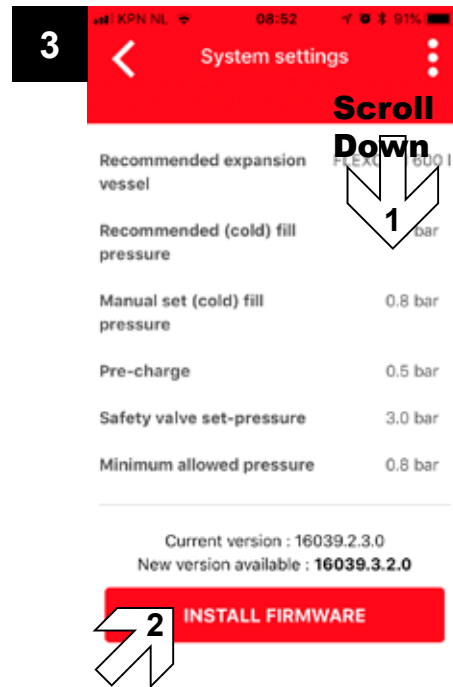 3
KPN NL 08:52 91%
System settings
Scroll
Down
Recommended expansion 600 l
vessel
1
Recommended (cold) fill bar
pressure
Manual set (cold) fill 0.8 bar
pressure
Pre-charge 0.5 bar
Safety valve set-pressure 3.0 bar
Minimum allowed pressure 0.8 bar
Current version : 16039.2.3.0
New version available : 16039.3.2.0
2 INSTALL FIRMWARE